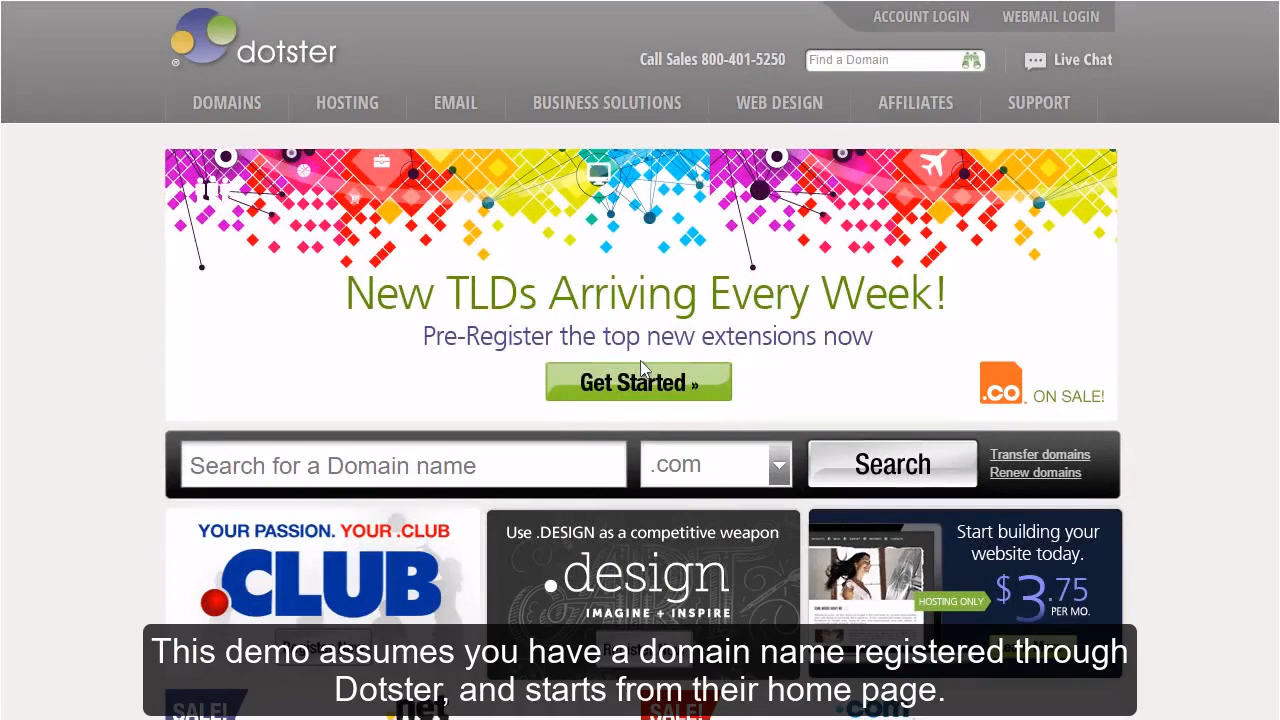 ACCOUNT LOGIN WEBMAIL LOGIN
® dotster
Call Sales 800-401-5250 Find a Domain Live Chat
DOMAINS HOSTING EMAIL BUSINESS SOLUTIONS WEB DESIGN AFFILIATES SUPPORT
New TLDs Arriving Every Week!
Pre-Register the top new extensions now
Get Started »
.co ON SALE!
Search for a Domain name .com Search
Transfer domains
Renew domains
YOUR PASSION. YOUR .CLUB
.CLUB
Use .DESIGN as a competitive weapon
.design
IMAGINE + INSPIRE
Start building your
website today.
HOSTING ONLY $3.75
PER MO.
This demo assumes you have a domain name registered through
Dotster, and starts from their home page.
SALE! .net SALE! .com